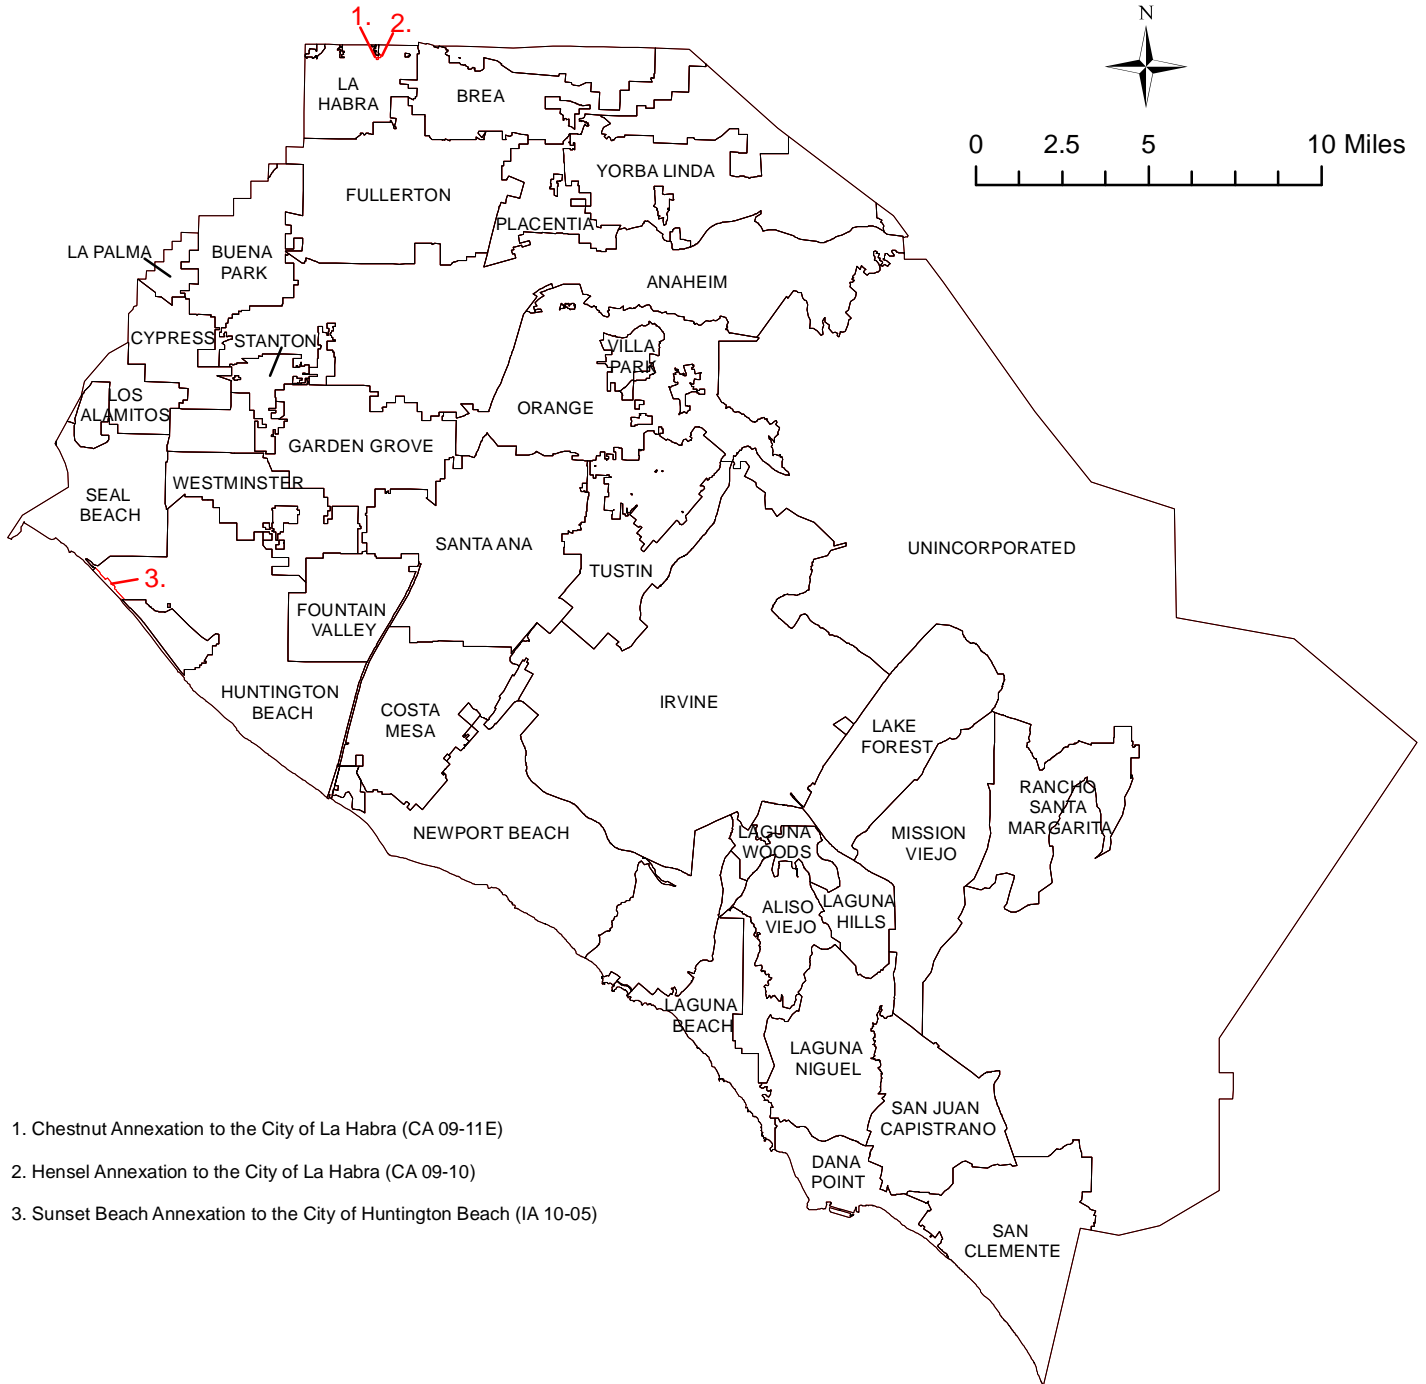 1.
2.
N
0 2.5 5 10 Miles
LA
HABRA
BREA
YORBA LINDA
FULLERTON
PLACENTIA
LA PALMA
BUENA
PARK
ANAHEIM
CYPRESS
STANTON
VILLA
PARK
LOS
ALAMITOS
ORANGE
GARDEN GROVE
WESTMINSTER
SEAL
BEACH
SANTA ANA
UNINCORPORATED
TUSTIN
3.
FOUNTAIN
VALLEY
HUNTINGTON
BEACH
COSTA
MESA
IRVINE
LAKE
FOREST
RANCHO
SANTA
MARGARITA
NEWPORT BEACH
LAGUNA
WOODS
MISSION
VIEJO
ALISO
VIEJO
LAGUNA
HILLS
LAGUNA
BEACH
LAGUNA
NIGUEL
SAN JUAN
CAPISTRANO
DANA
POINT
SAN
CLEMENTE
1. Chestnut Annexation to the City of La Habra (CA 09-11E)
2. Hensel Annexation to the City of La Habra (CA 09-10)
3. Sunset Beach Annexation to the City of Huntington Beach (IA 10-05)